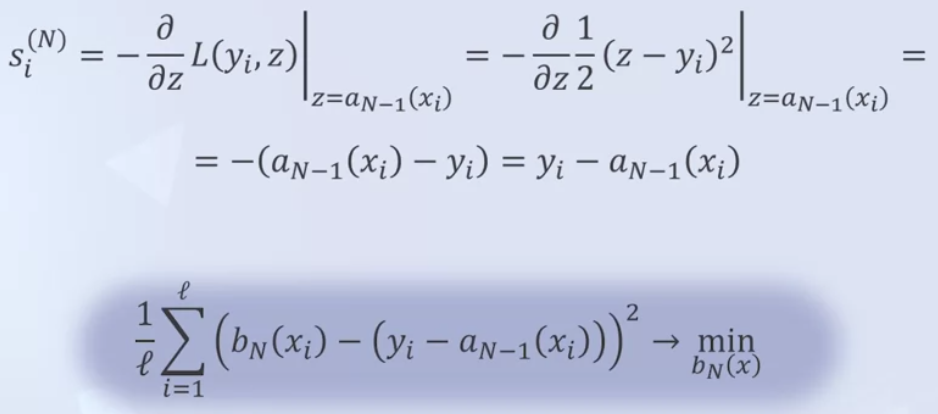 s_i^{(N)} = -\frac{\partial}{\partial z} L(y_i, z) \Big|_{z=a_{N-1}(x_i)} = -\frac{\partial}{\partial z} \frac{1}{2} (z - y_i)^2 \Big|_{z=a_{N-1}(x_i)} =
= -(a_{N-1}(x_i) - y_i) = y_i - a_{N-1}(x_i)
\frac{1}{\ell} \sum_{i=1}^{\ell} \left( b_N(x_i) - (y_i - a_{N-1}(x_i)) \right)^2 \to \min_{b_N(x)}